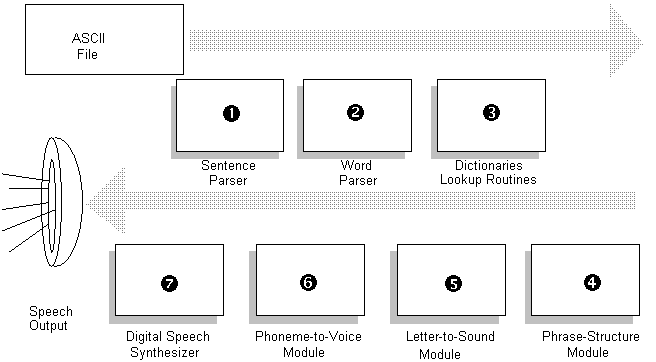 ASCII
File
❶
❷
❸
Sentence
Parser
Word
Parser
Dictionaries
Lookup Routines
❼
❻
❺
❹
Speech
Output
Digital Speech
Synthesizer
Phoneme-to-Voice
Module
Letter-to-Sound
Module
Phrase-Structure
Module